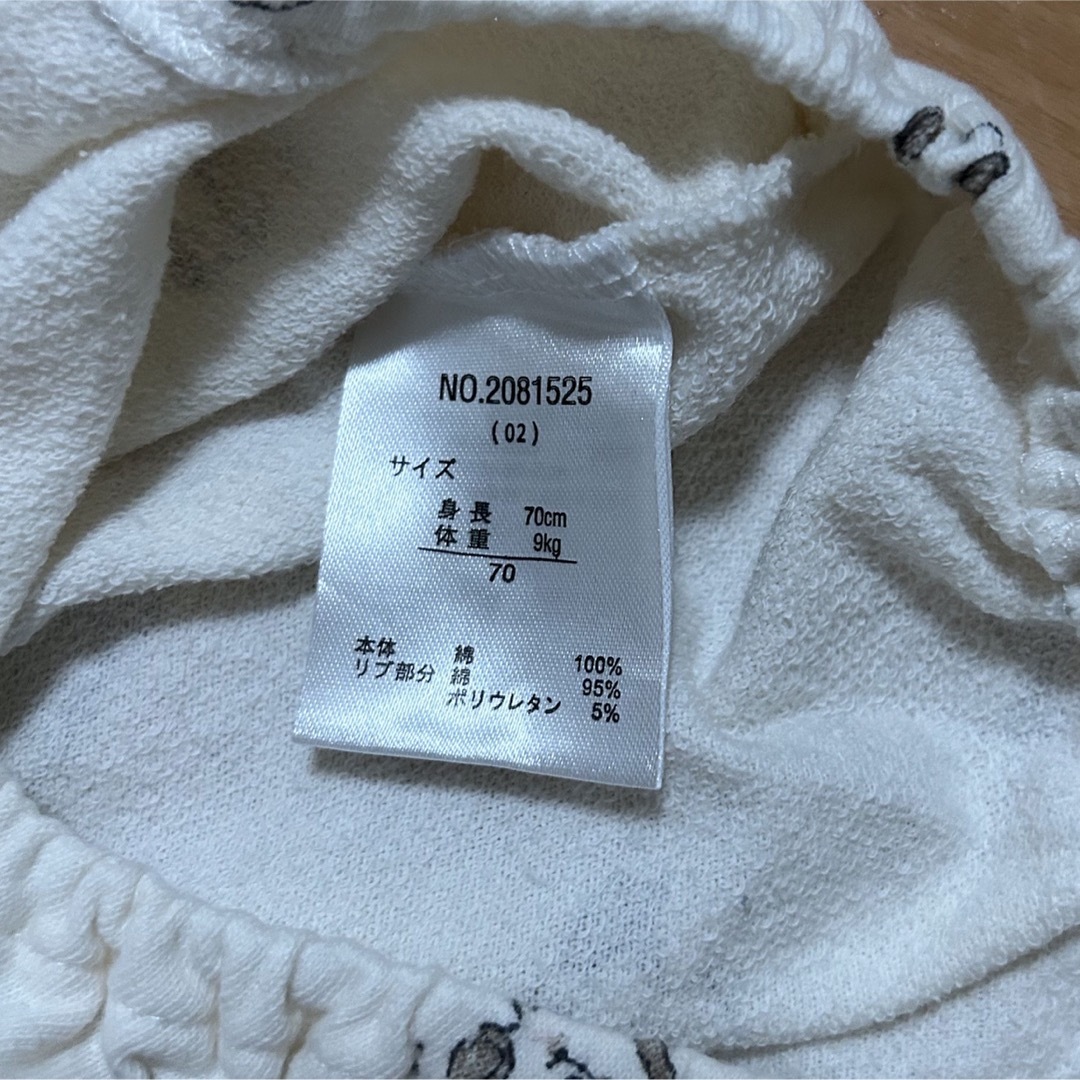 NO.2081525
(02)
サイズ
身長 70cm
体重 9kg
70
本体 綿 100%
リブ部分 綿 95%
ポリウレタン 5%